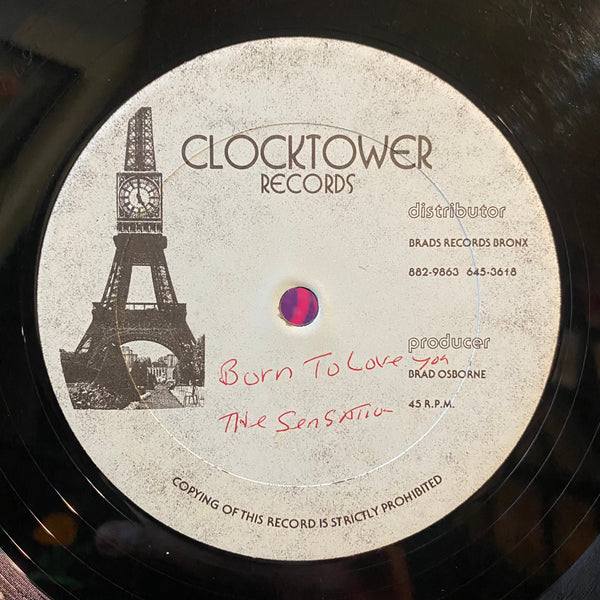 CLOCKTOWER
RECORDS
distributor
BRADS RECORDS BRONX
882-9863 645-3618
producer
BRAD OSBORNE
45 R.P.M.
Born To Love you
The Sensation
COPYING OF THIS RECORD IS STRICTLY PROHIBITED